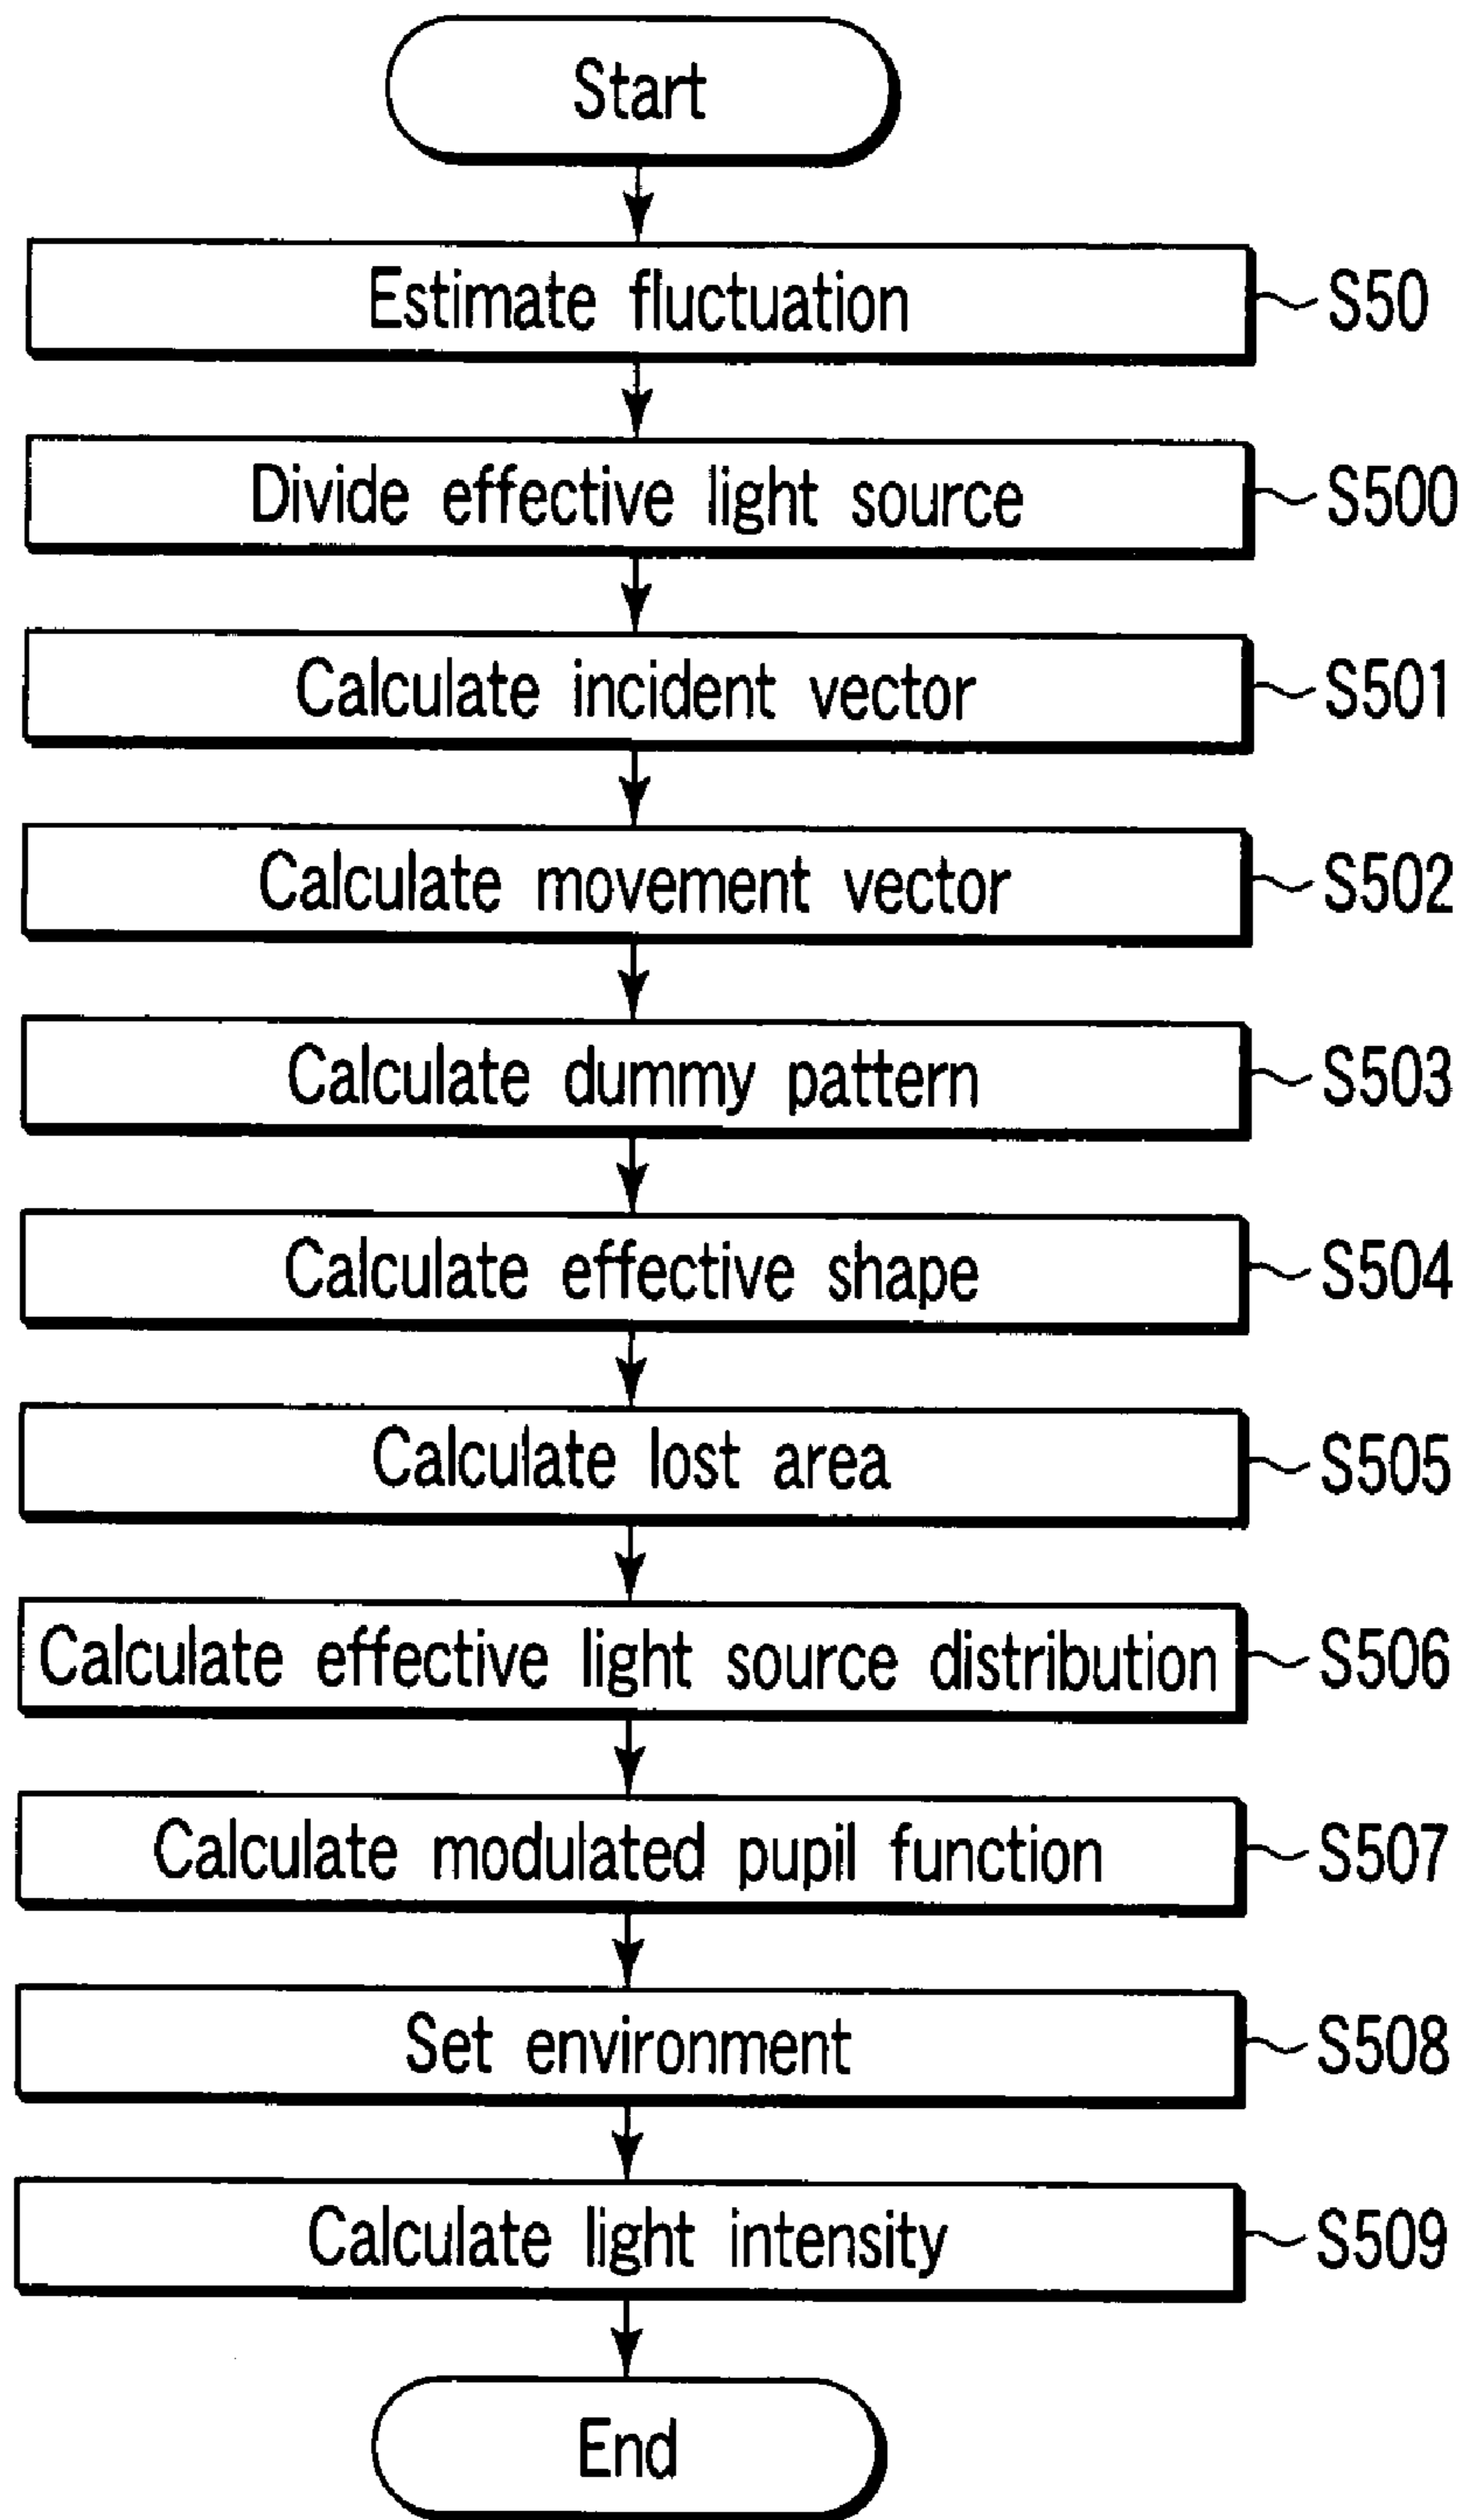 Start
Estimate fluctuation S50
Divide effective light source S500
Calculate incident vector S501
Calculate movement vector S502
Calculate dummy pattern S503
Calculate effective shape S504
Calculate lost area S505
Calculate effective light source distribution S506
Calculate modulated pupil function S507
Set environment S508
Calculate light intensity S509
End